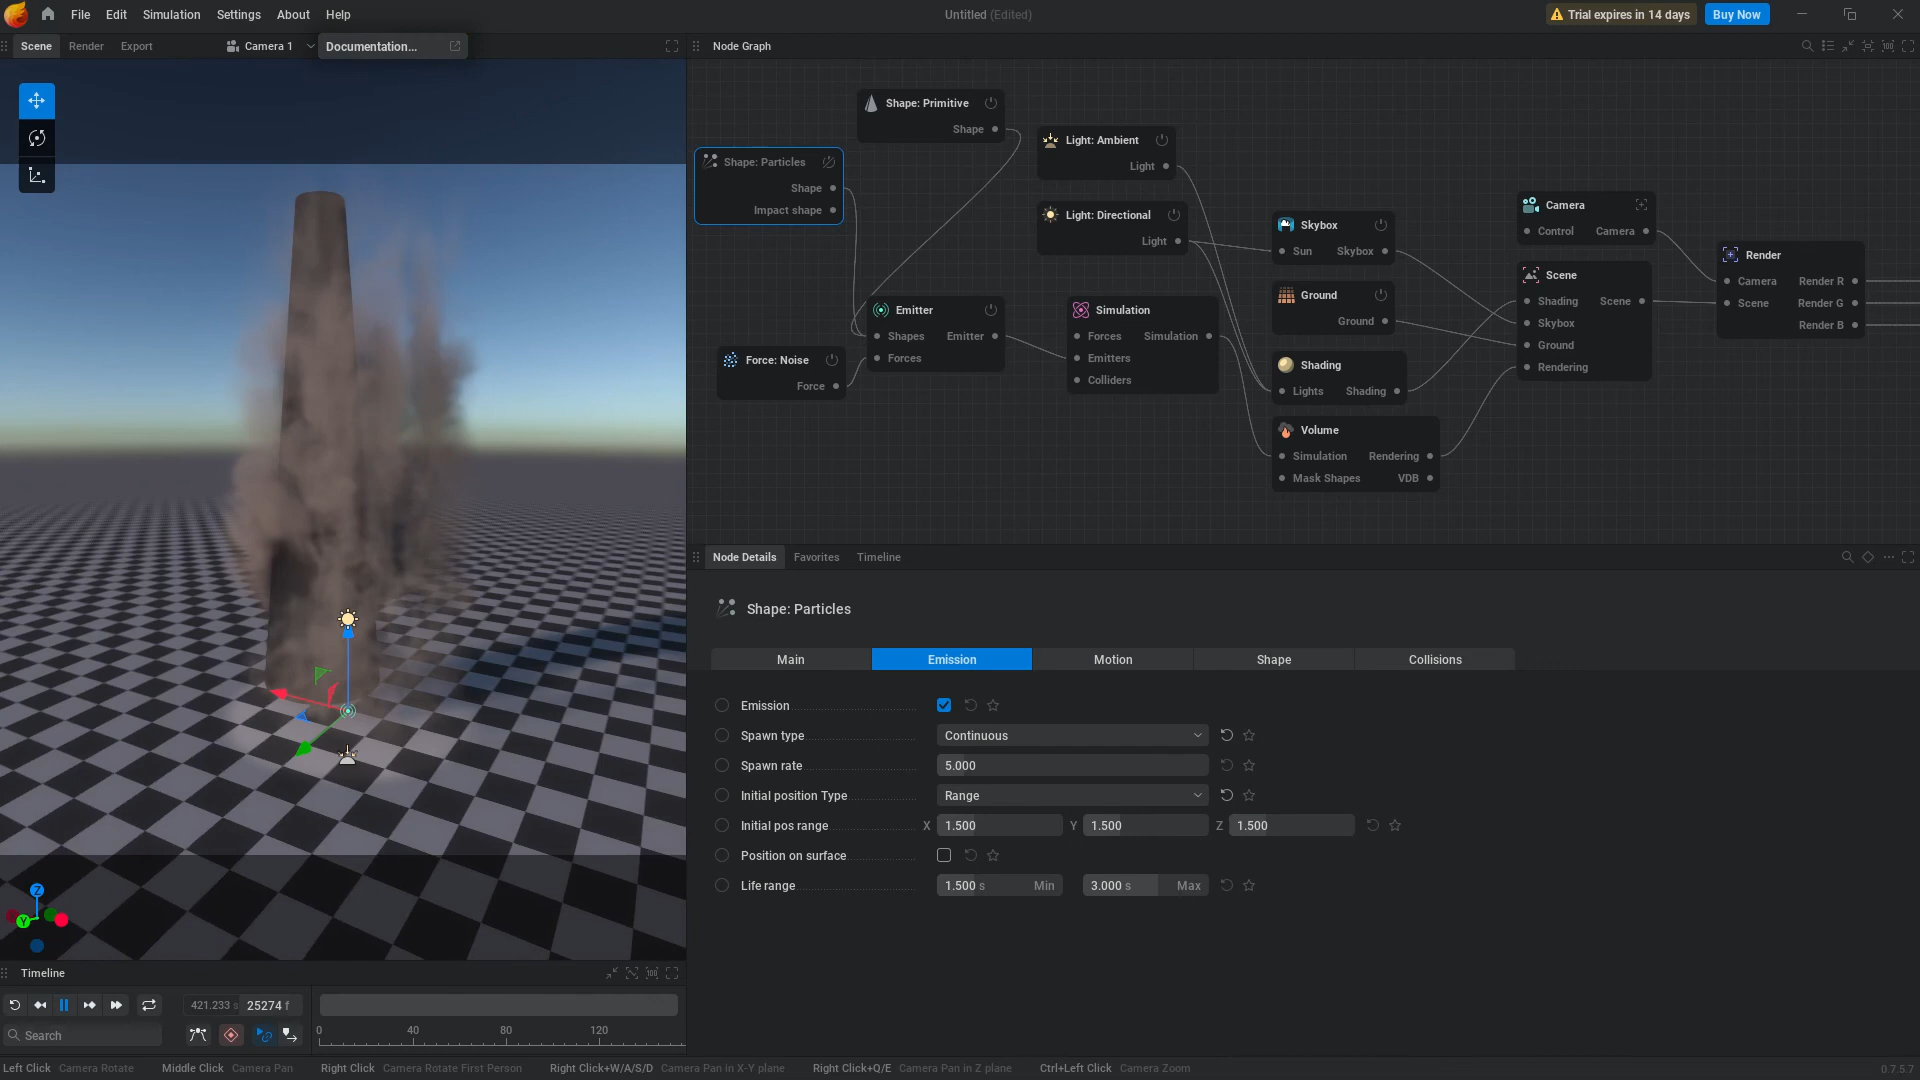 File Edit Simulation Settings About Help
Untitled (Edited)
Trial expires in 14 days
Buy Now
Scene Render Export
Camera 1
Documentation...
Node Graph
Shape: Primitive
Shape
Shape: Particles
Shape
Impact shape
Light: Ambient
Light
Light: Directional
Light
Force: Noise
Force
Emitter
Shapes Emitter
Forces
Simulation
Forces Simulation
Emitters
Colliders
Skybox
Sun Skybox
Ground
Ground
Shading
Lights Shading
Volume
Simulation Rendering
Mask Shapes VDB
Camera
Control Camera
Scene
Shading Scene
Skybox
Ground
Rendering
Render
Camera Render R
Scene Render G
Render B
Node Details Favorites Timeline
Shape: Particles
Main Emission Motion Shape Collisions
Emission
Spawn type Continuous
Spawn rate 5.000
Initial position Type Range
Initial pos range X 1.500 Y 1.500 Z 1.500
Position on surface
Life range 1.500 s Min 3.000 s Max
Z
Y
Timeline
421.233 s 25274 f
Search
0 40 80 120
Left Click Camera Rotate Middle Click Camera Pan Right Click Camera Rotate First Person Right Click+W/A/S/D Camera Pan in X-Y plane Right Click+Q/E Camera Pan in Z plane Ctrl+Left Click Camera Zoom
0.7.5.7